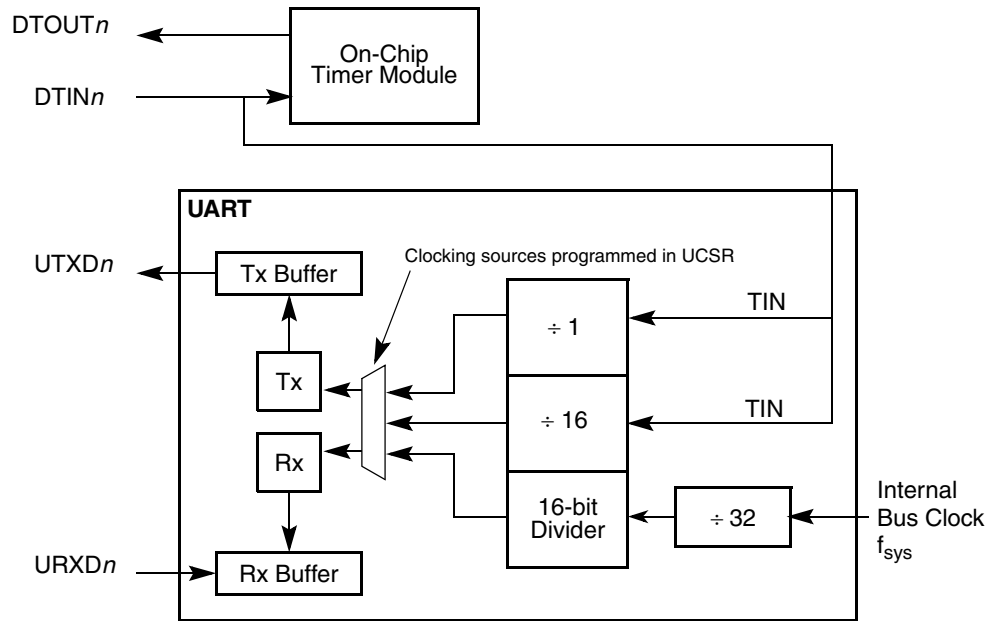 DTOUTn
On-Chip
Timer Module
DTINn
UART
UTXDn
Tx Buffer
Clocking sources programmed in UCSR
÷ 1
TIN
Tx
÷ 16
TIN
Rx
16-bit
Divider
÷ 32
Internal
Bus Clock
fsys
URXDn
Rx Buffer